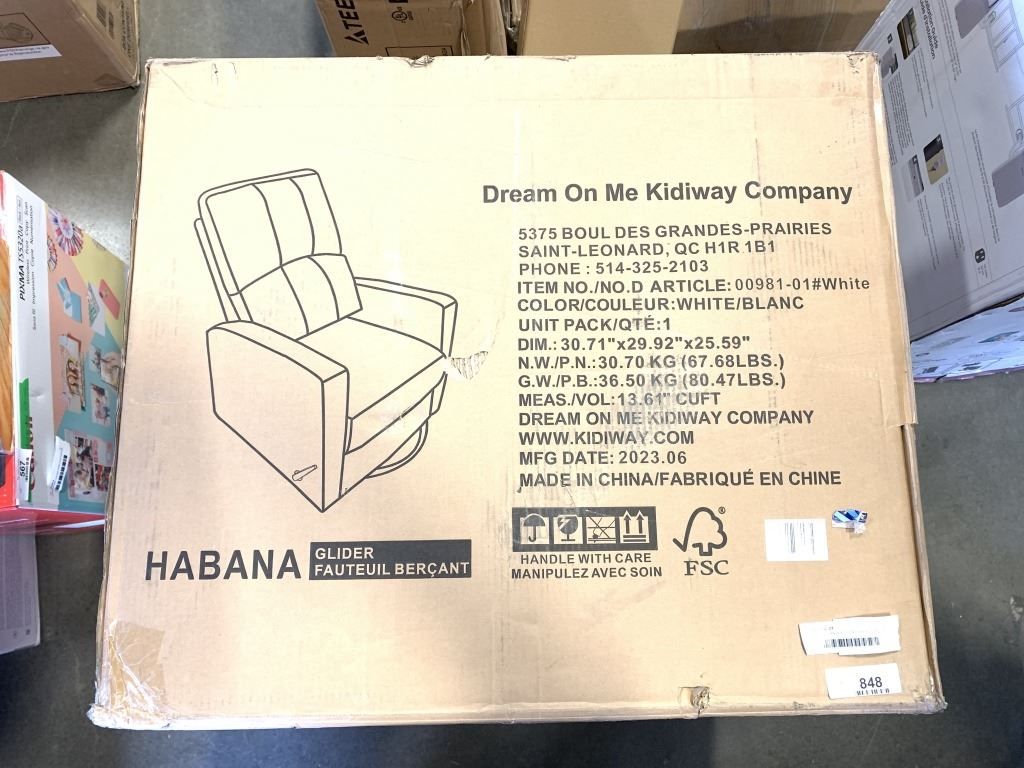 ATEE
Dream On Me Kidiway Company
5375 BOUL DES GRANDES-PRAIRIES
SAINT-LEONARD, QC H1R 1B1
PHONE : 514-325-2103
ITEM NO./NO.D ARTICLE:00981-01#White
COLOR/COULEUR:WHITE/BLANC
UNIT PACK/QTÉ:1
DIM.: 30.71"x29.92"x25.59"
N.W./P.N.:30.70 KG (67.68LBS.)
G.W./P.B.:36.50 KG (80.47LBS.)
MEAS./VOL:13.61" CUFT
DREAM ON ME KIDIWAY COMPANY
WWW.KIDIWAY.COM
MFG DATE: 2023.06
MADE IN CHINA/FABRIQUÉ EN CHINE
HANDLE WITH CARE
MANIPULEZ AVEC SOIN
FSC
HABANA
GLIDER
FAUTEUIL BERÇANT
848
PIXMA TS5320a
567